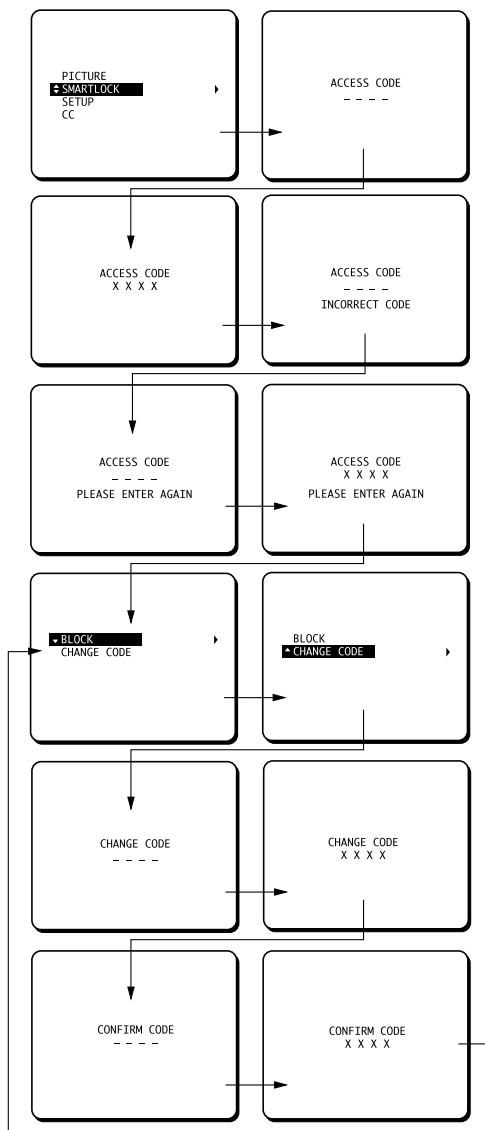 PICTURE
SMARTLOCK
SETUP
CC
ACCESS CODE
_ _ _ _
ACCESS CODE
X X X X
ACCESS CODE
_ _ _ _
INCORRECT CODE
ACCESS CODE
_ _ _ _
PLEASE ENTER AGAIN
ACCESS CODE
X X X X
PLEASE ENTER AGAIN
BLOCK
CHANGE CODE
BLOCK
CHANGE CODE
CHANGE CODE
_ _ _ _
CHANGE CODE
X X X X
CONFIRM CODE
_ _ _ _
CONFIRM CODE
X X X X